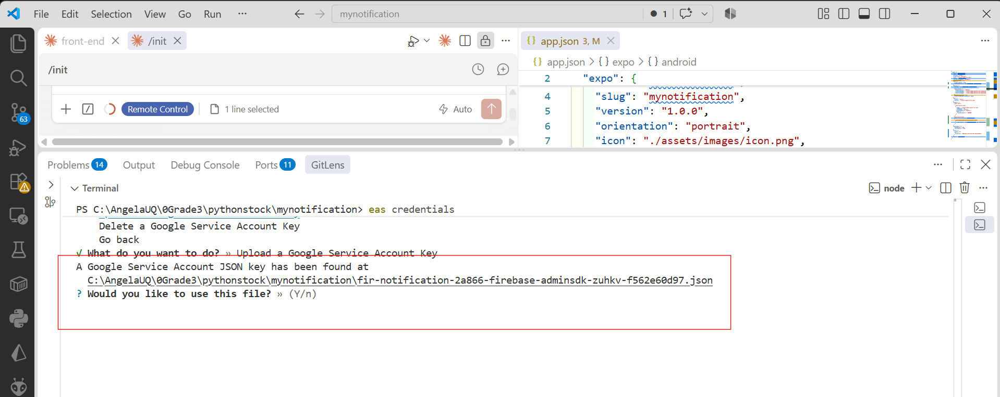 File Edit Selection View Go Run ···
mynotification
1
front-end
/init
/init
Remote Control
1 line selected
Auto
app.json 3, M
app.json > { } expo > { } android
2 "expo": {
4 "slug": "mynotification",
5 "version": "1.0.0",
6 "orientation": "portrait",
7 "icon": "./assets/images/icon.png",
63
Problems 14 Output Debug Console Ports 11 GitLens
Terminal
node
PS C:\AngelaUQ\0Grade3\pythonstock\mynotification> eas credentials
Delete a Google Service Account Key
Go back
√ What do you want to do? » Upload a Google Service Account Key
A Google Service Account JSON key has been found at
C:\AngelaUQ\0Grade3\pythonstock\mynotification\fir-notification-2a866-firebase-adminsdk-zuhkv-f562e60d97.json
? Would you like to use this file? » (Y/n)